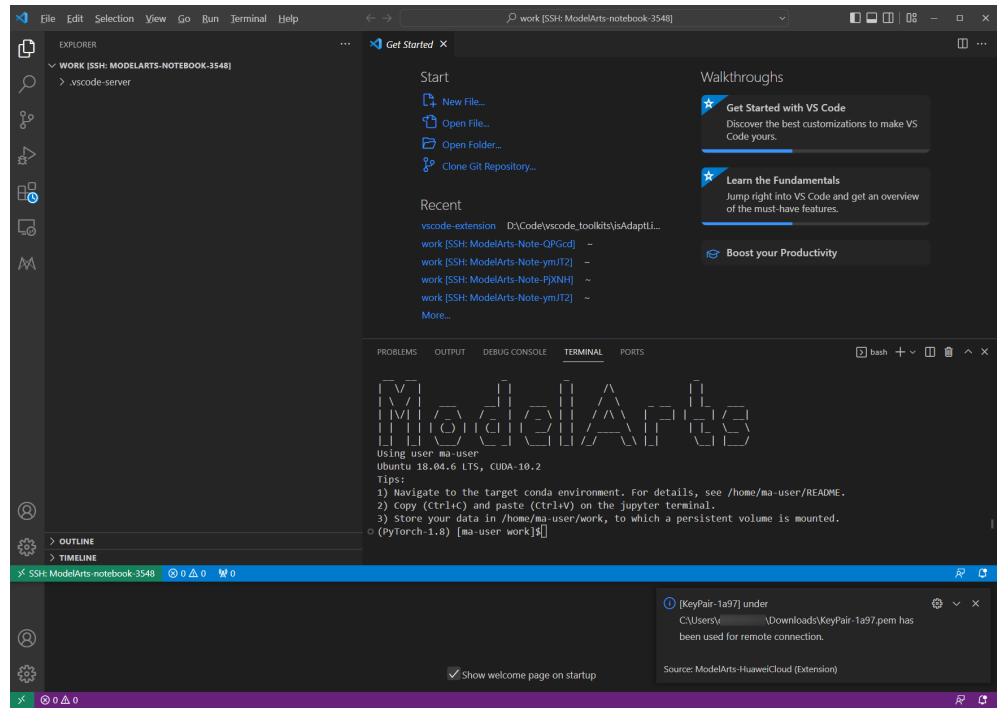 File Edit Selection View Go Run Terminal Help
work [SSH: ModelArts-notebook-3548]
EXPLORER
WORK [SSH: MODELARTS-NOTEBOOK-3548]
.vscode-server
OUTLINE
TIMELINE
Get Started
Start
New File...
Open File...
Open Folder...
Clone Git Repository...
Recent
vscode-extension D:\Code\vscode_toolkits\isAdaptLi...
work [SSH: ModelArts-Note-QPGcd] ~
work [SSH: ModelArts-Note-ymJT2] ~
work [SSH: ModelArts-Note-PjXNH] ~
work [SSH: ModelArts-Note-ymJT2] ~
More...
Walkthroughs
Get Started with VS Code
Discover the best customizations to make VS
Code yours.
Learn the Fundamentals
Jump right into VS Code and get an overview
of the must-have features.
Boost your Productivity
PROBLEMS OUTPUT DEBUG CONSOLE TERMINAL PORTS
bash
ModelArts
Using user ma-user
Ubuntu 18.04.6 LTS, CUDA-10.2
Tips:
1) Navigate to the target conda environment. For details, see /home/ma-user/README.
2) Copy (Ctrl+C) and paste (Ctrl+V) on the jupyter terminal.
3) Store your data in /home/ma-user/work, to which a persistent volume is mounted.
(PyTorch-1.8) [ma-user work]$
SSH: ModelArts-notebook-3548 0 0 0
[KeyPair-1a97] under
C:\Users\ \Downloads\KeyPair-1a97.pem has
been used for remote connection.
Source: ModelArts-HuaweiCloud (Extension)
Show welcome page on startup
0 0